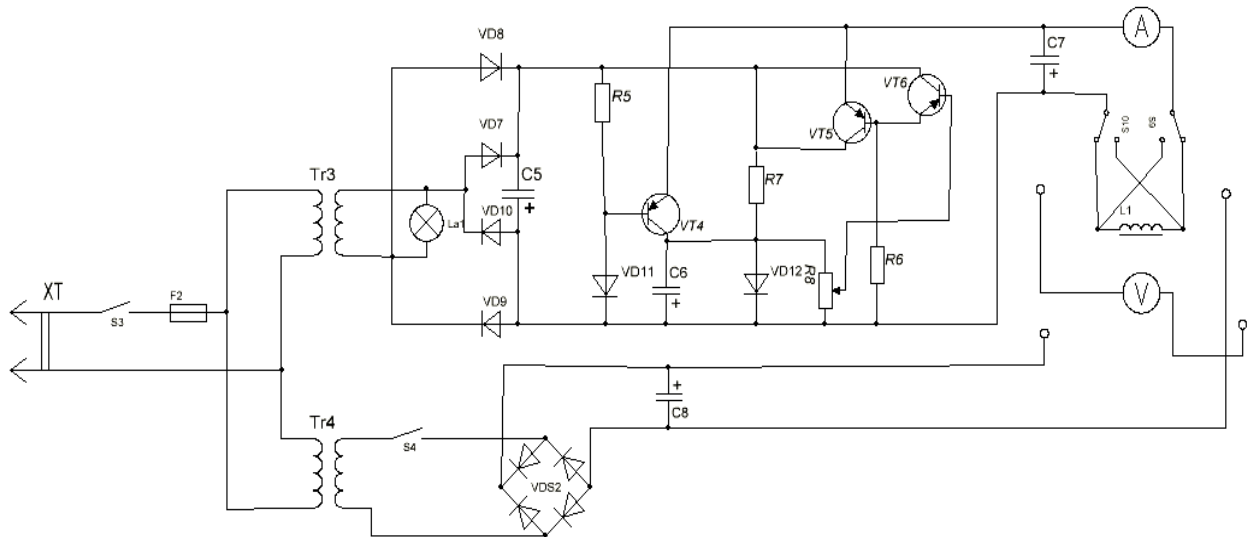 VD8
A
C7
VT6
R5
VT5
VD7
S10
S9
Tr3
C5
+
R7
+
La1
VD10
VT4
L1
R6
VD11
C6
VD12
R8
+
V
XT
F2
VD9
S3
+
Tr4
C8
S4
VDS2